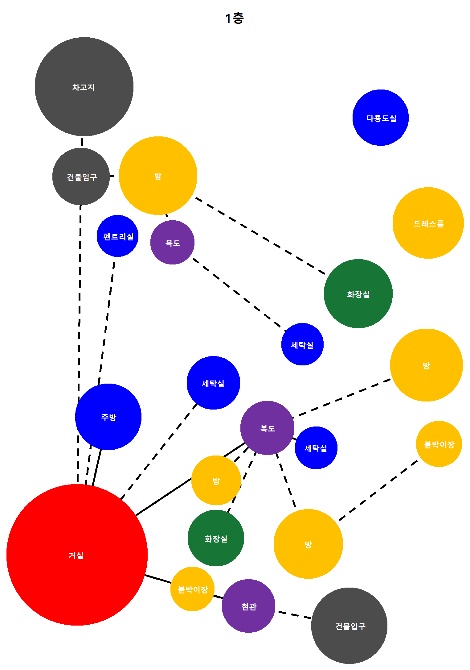 1층
차고지
다용도실
건물입구
방
드레스룸
팬트리실
복도
화장실
세탁실
방
세탁실
주방
복도
붙박이장
세탁실
방
화장실
방
거실
붙박이장
현관
건물입구